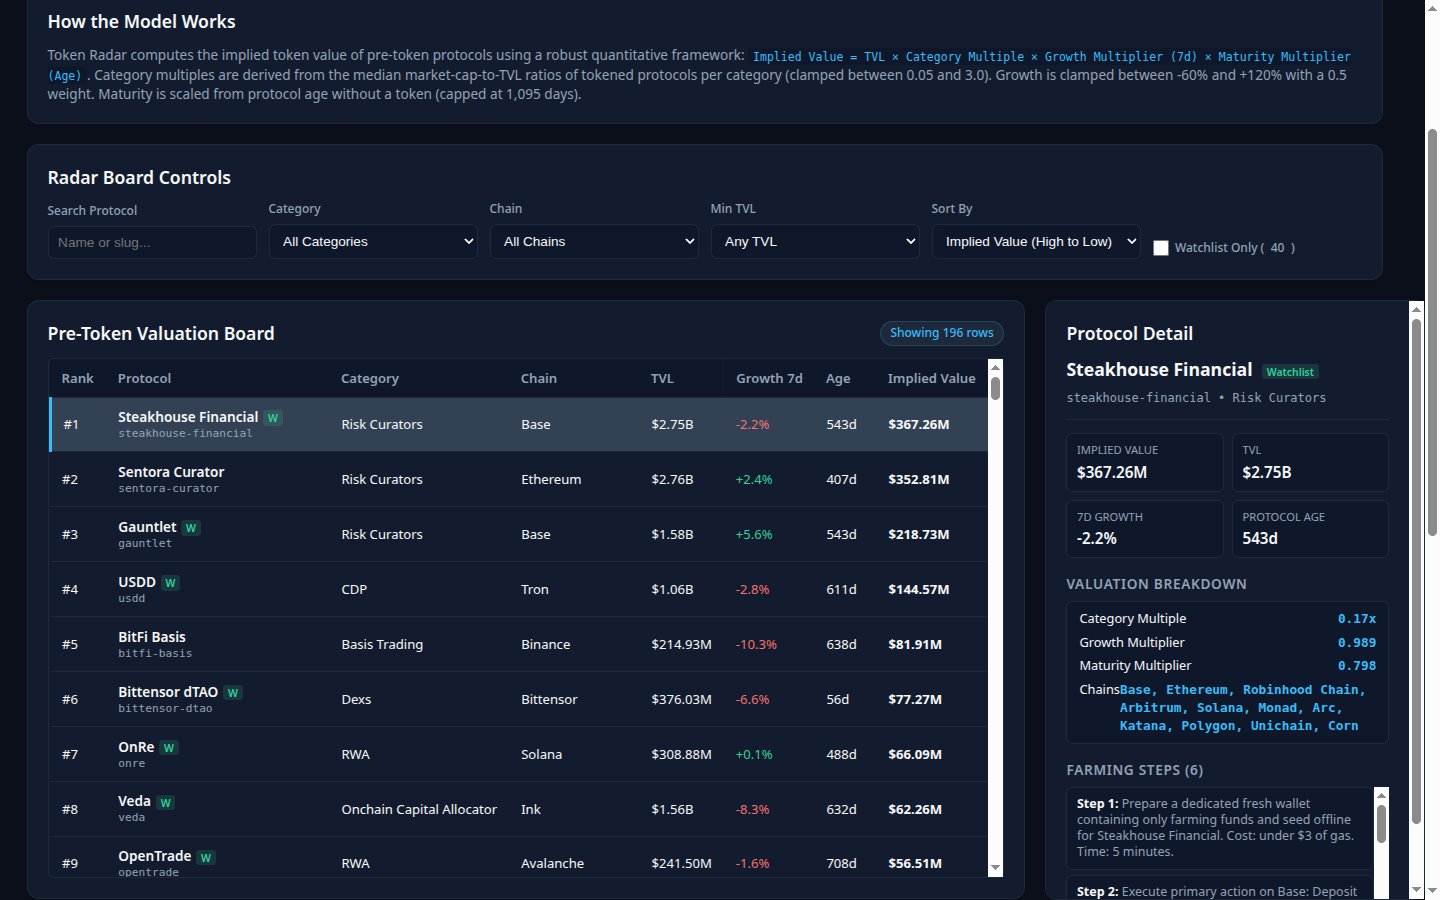 How the Model Works
Token Radar computes the implied token value of pre-token protocols using a robust quantitative framework: Implied Value = TVL × Category Multiple × Growth Multiplier (7d) × Maturity Multiplier
(Age) . Category multiples are derived from the median market-cap-to-TVL ratios of tokened protocols per category (clamped between 0.05 and 3.0). Growth is clamped between -60% and +120% with a 0.5
weight. Maturity is scaled from protocol age without a token (capped at 1,095 days).
Radar Board Controls
Search Protocol
Category
Chain
Min TVL
Sort By
Name or slug...
All Categories
All Chains
Any TVL
Implied Value (High to Low)
Watchlist Only ( 40 )
Pre-Token Valuation Board
Showing 196 rows
Rank Protocol Category Chain TVL Growth 7d Age Implied Value
#1 Steakhouse Financial W Risk Curators Base $2.75B -2.2% 543d $367.26M
steakhouse-financial
#2 Sentora Curator Risk Curators Ethereum $2.76B +2.4% 407d $352.81M
sentora-curator
#3 Gauntlet W Risk Curators Base $1.58B +5.6% 543d $218.73M
gauntlet
#4 USDD W CDP Tron $1.06B -2.8% 611d $144.57M
usdd
#5 BitFi Basis Basis Trading Binance $214.93M -10.3% 638d $81.91M
bitfi-basis
#6 Bittensor dTAO W Dexs Bittensor $376.03M -6.6% 56d $77.27M
bittensor-dtao
#7 OnRe W RWA Solana $308.88M +0.1% 488d $66.09M
onre
#8 Veda W Onchain Capital Allocator Ink $1.56B -8.3% 632d $62.26M
veda
#9 OpenTrade W RWA Avalanche $241.50M -1.6% 708d $56.51M
opentrade
Protocol Detail
Steakhouse Financial Watchlist
steakhouse-financial • Risk Curators
IMPLIED VALUE
$367.26M
TVL
$2.75B
7D GROWTH
-2.2%
PROTOCOL AGE
543d
VALUATION BREAKDOWN
Category Multiple 0.17x
Growth Multiplier 0.989
Maturity Multiplier 0.798
Chains Base, Ethereum, Robinhood Chain,
Arbitrum, Solana, Monad, Arc,
Katana, Polygon, Unichain, Corn
FARMING STEPS (6)
Step 1: Prepare a dedicated fresh wallet
containing only farming funds and seed offline
for Steakhouse Financial. Cost: under $3 of gas.
Time: 5 minutes.
Step 2: Execute primary action on Base: Deposit